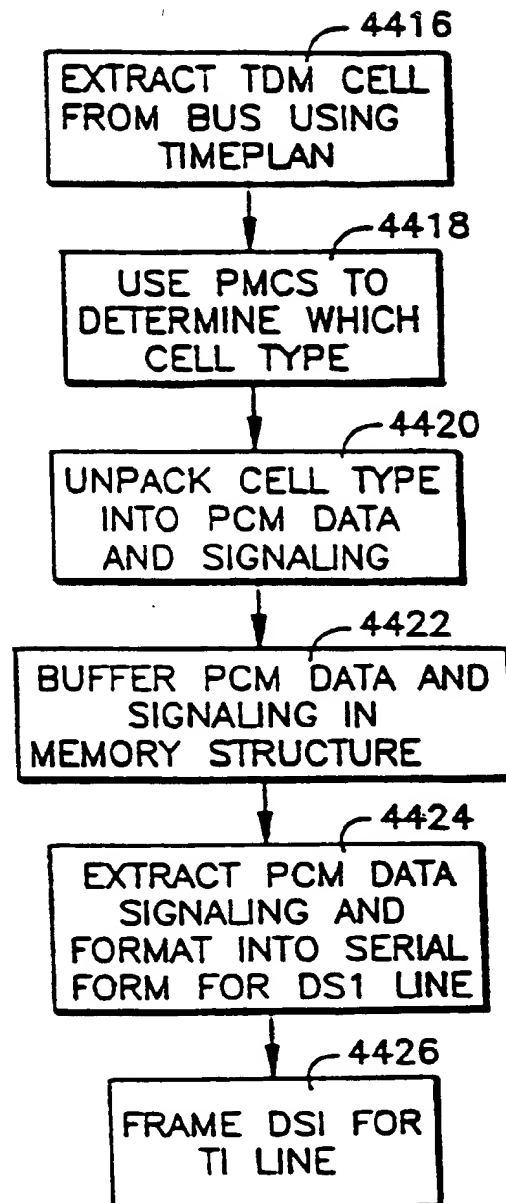 4416
EXTRACT TDM CELL
FROM BUS USING
TIMEPLAN
4418
USE PMCS TO
DETERMINE WHICH
CELL TYPE
4420
UNPACK CELL TYPE
INTO PCM DATA
AND SIGNALING
4422
BUFFER PCM DATA AND
SIGNALING IN
MEMORY STRUCTURE
4424
EXTRACT PCM DATA
SIGNALING AND
FORMAT INTO SERIAL
FORM FOR DS1 LINE
4426
FRAME DSI FOR
TI LINE